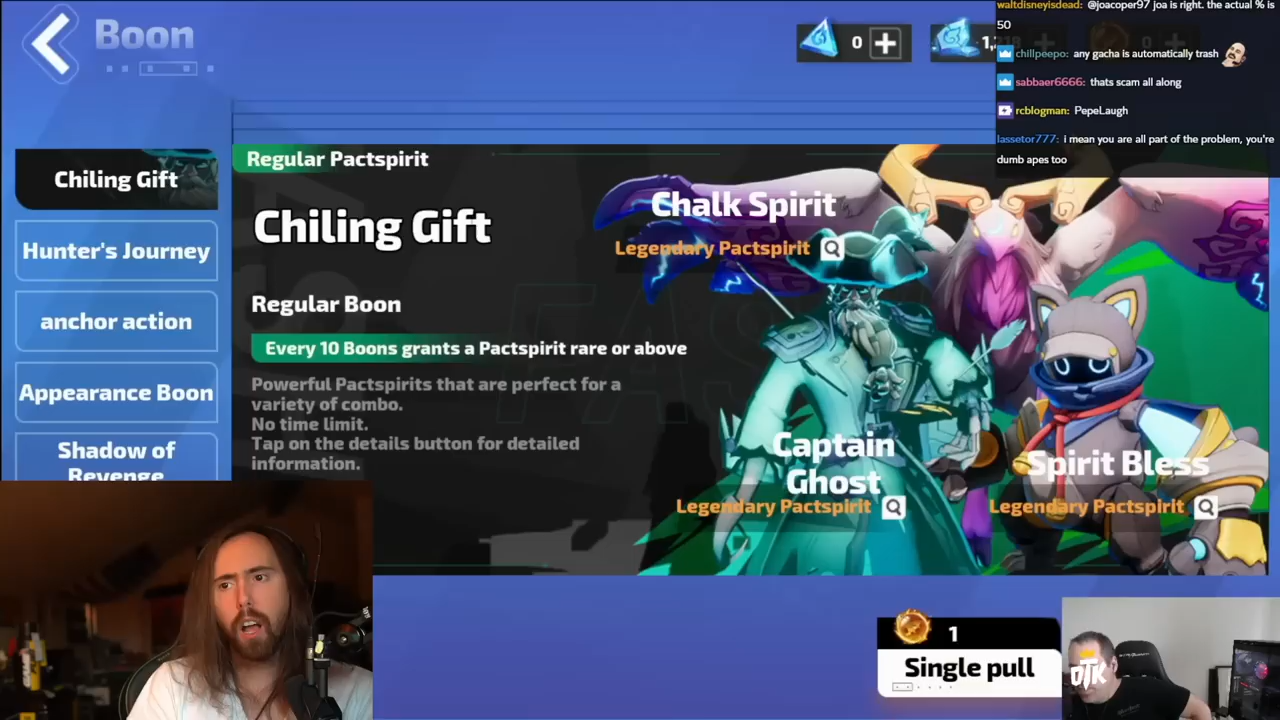 Boon
0
1,
0
waltdisneyisdead: @joacoper97 joa is right. the actual % is
50
chillpeepo: any gacha is automatically trash
sabbaer6666: thats scam all along
rcblogman: PepeLaugh
lassetor777: i mean you are all part of the problem, you're
dumb apes too
Chiling Gift
Hunter's Journey
anchor action
Appearance Boon
Shadow of
Revenge
Regular Pactspirit
Chiling Gift
Regular Boon
Every 10 Boons grants a Pactspirit rare or above
Powerful Pactspirits that are perfect for a
variety of combo.
No time limit.
Tap on the details button for detailed
information.
Chalk Spirit
Legendary Pactspirit
Captain
Ghost
Legendary Pactspirit
Spirit Bless
Legendary Pactspirit
1
Single pull
DTK